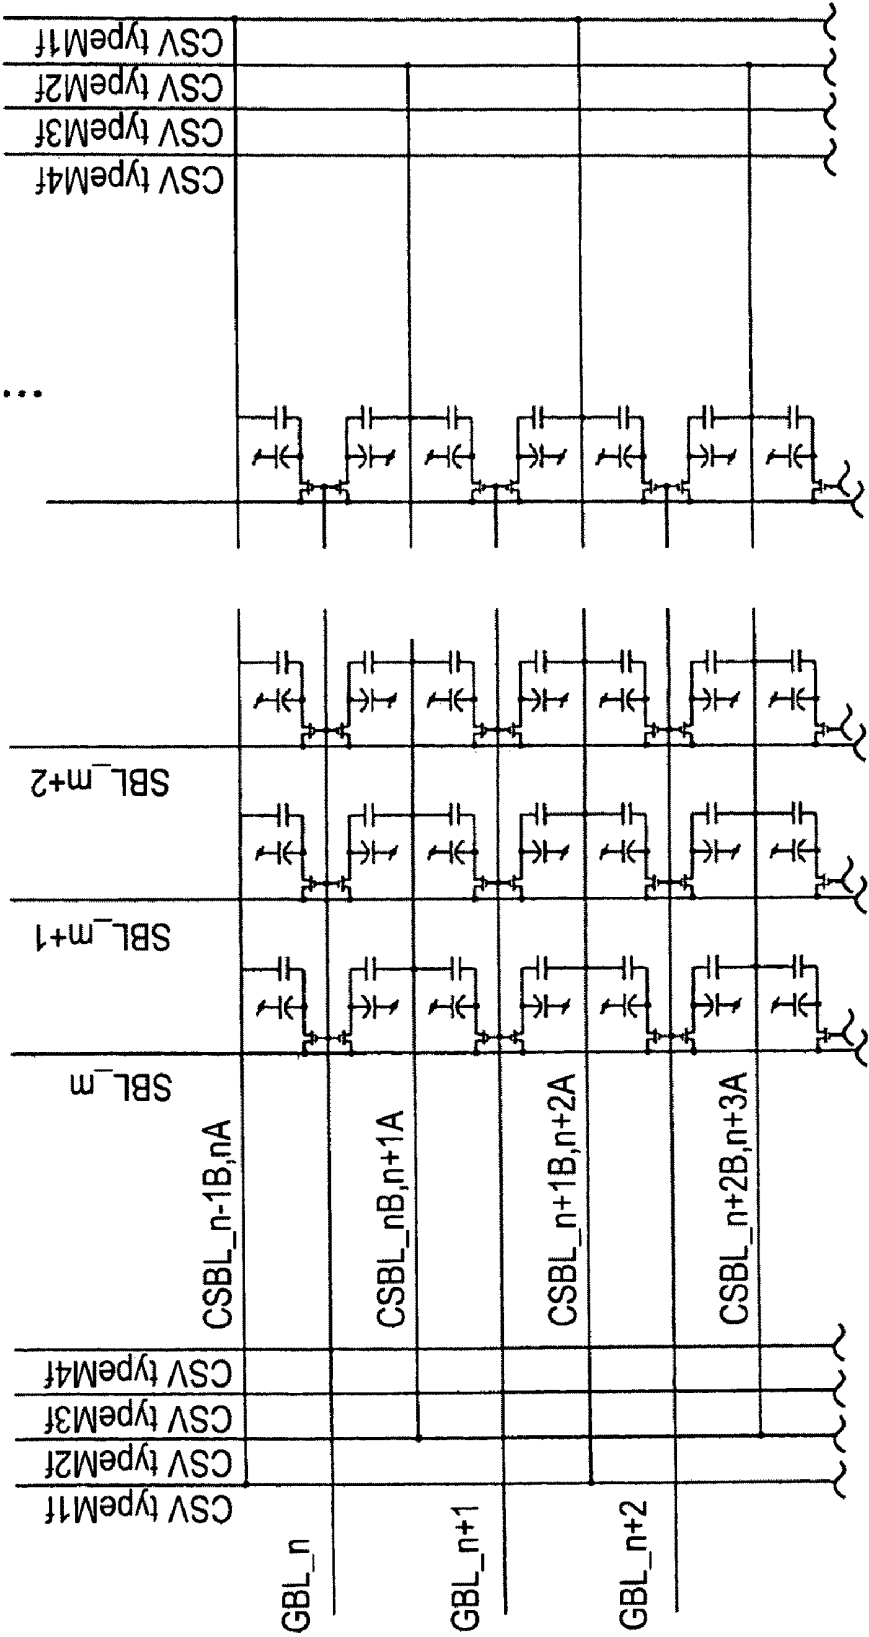 CSV typeM1f
CSV typeM2f
CSV typeM3f
CSV typeM4f
...
SBL_m+2
SBL_m+1
SBL_m
CSBL_n-1B,nA
CSBL_nB,n+1A
CSBL_n+1B,n+2A
CSBL_n+2B,n+3A
CSV typeM4f
CSV typeM3f
CSV typeM2f
CSV typeM1f
GBL_n
GBL_n+1
GBL_n+2